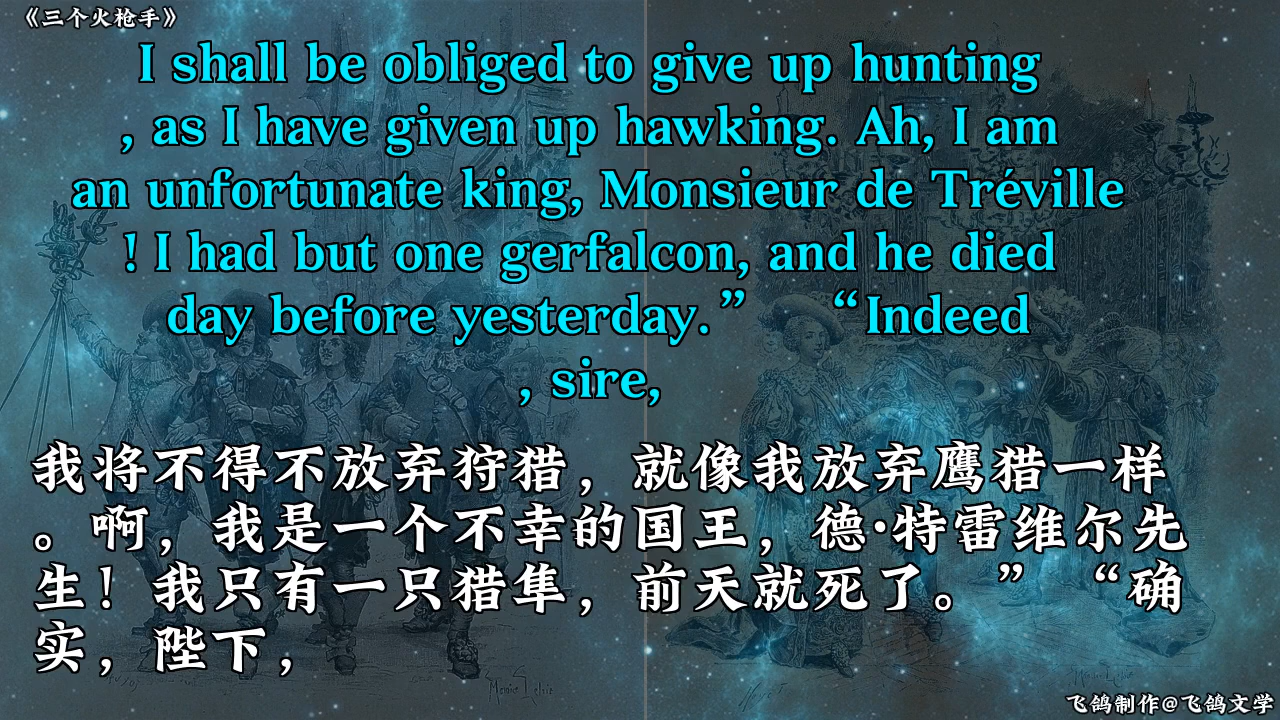 《三个火枪手》
I shall be obliged to give up hunting
, as I have given up hawking. Ah, I am
an unfortunate king, Monsieur de Tréville
! I had but one gerfalcon, and he died
day before yesterday.” “Indeed
, sire,
我将不得不放弃狩猎，就像我放弃鹰猎一样
。啊，我是一个不幸的国王，德·特雷维尔先
生！我只有一只猎隼，前天就死了。” “确
实，陛下，
飞鸽制作@飞鸽文学